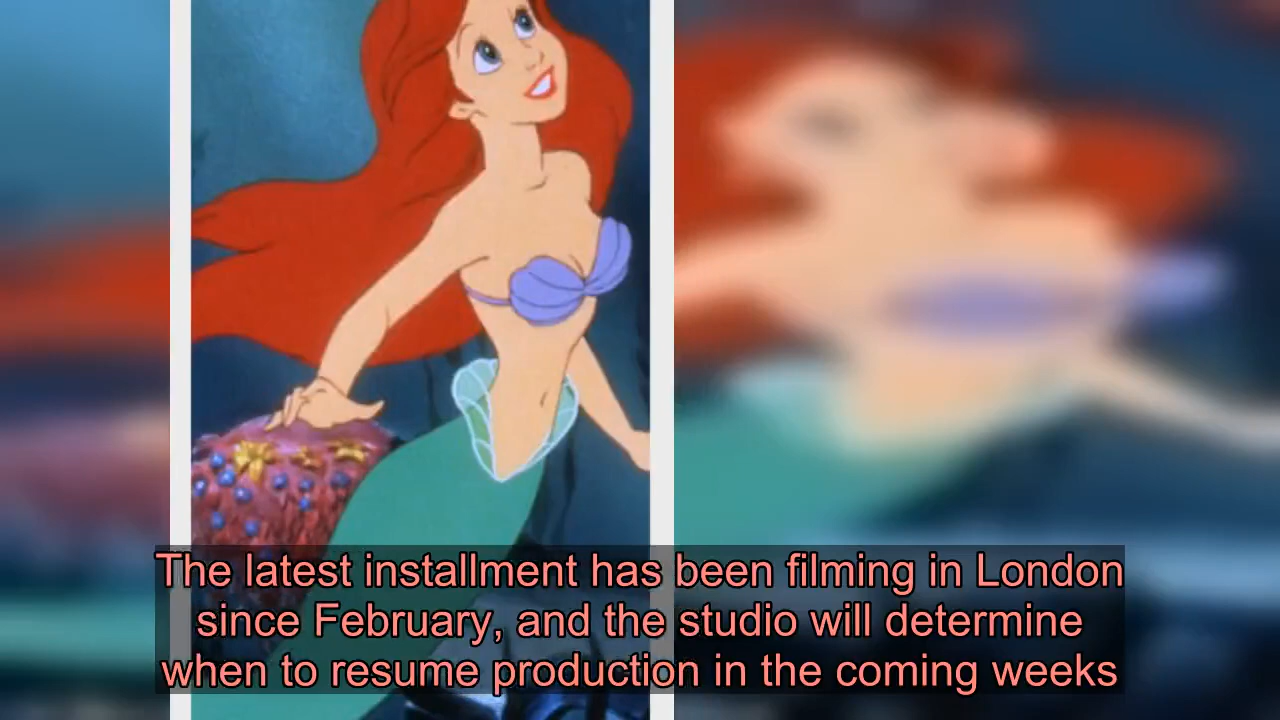 The latest installment has been filming in London
since February, and the studio will determine
when to resume production in the coming weeks